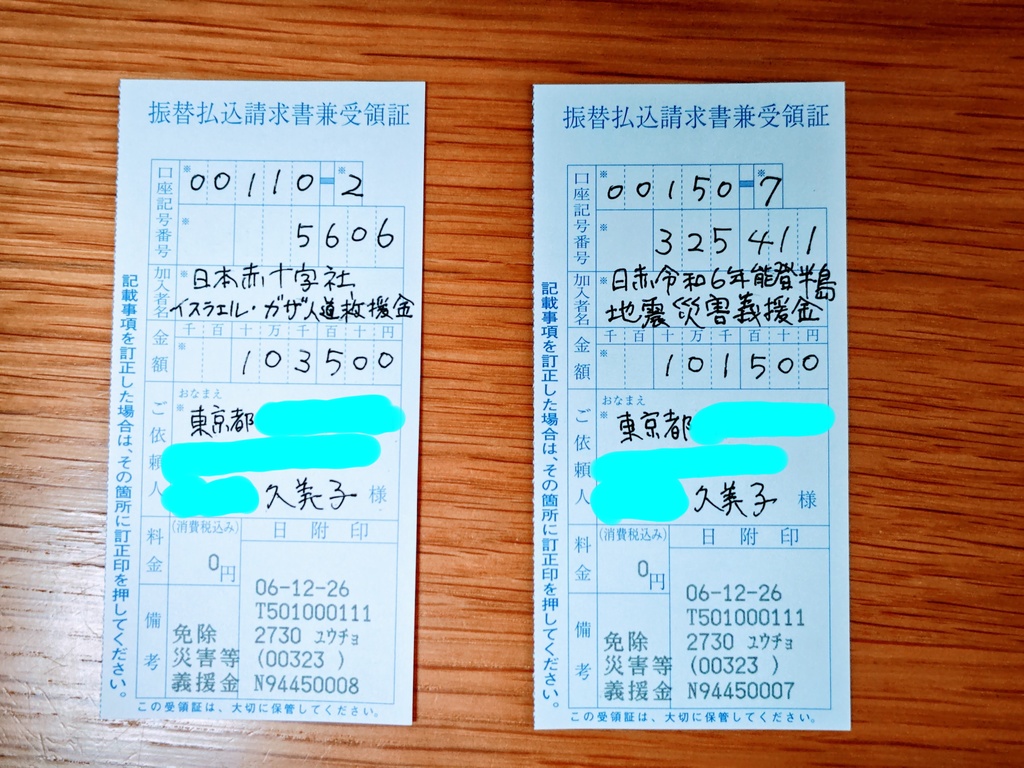 振替払込請求書兼受領証
口座記号番号
※
00110-2
※
※
5606
加入者名
※
日本赤十字社
イスラエル・ガザ人道救援金
金額
千百十万千百十円
※
103500
ご依頼人
おなまえ
※
東京都
久美子 様
料金
(消費税込み)
0円
日附印
06-12-26
T501000111
2730 ユウチョ
(00323 )
N94450008
備考
免除
災害等
義援金
記載事項を訂正した場合は、その箇所に訂正印を押してください。
この受領証は、大切に保管してください。
振替払込請求書兼受領証
口座記号番号
※
00150-7
※
※
325411
加入者名
※
日赤令和6年能登半島
地震災害義援金
金額
千百十万千百十円
※
101500
ご依頼人
おなまえ
※
東京都
久美子 様
料金
(消費税込み)
0円
日附印
06-12-26
T501000111
2730 ユウチョ
(00323 )
N94450007
備考
免除
災害等
義援金
記載事項を訂正した場合は、その箇所に訂正印を押してください。
この受領証は、大切に保管してください。